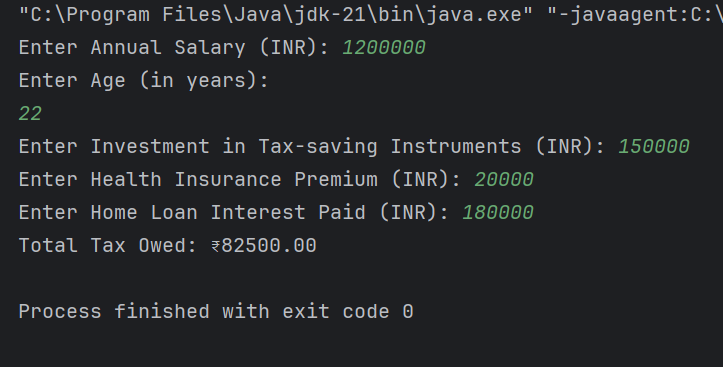 "C:\Program Files\Java\jdk-21\bin\java.exe" "-javaagent:C:\
Enter Annual Salary (INR): 1200000
Enter Age (in years):
22
Enter Investment in Tax-saving Instruments (INR): 150000
Enter Health Insurance Premium (INR): 20000
Enter Home Loan Interest Paid (INR): 180000
Total Tax Owed: ₹82500.00
Process finished with exit code 0